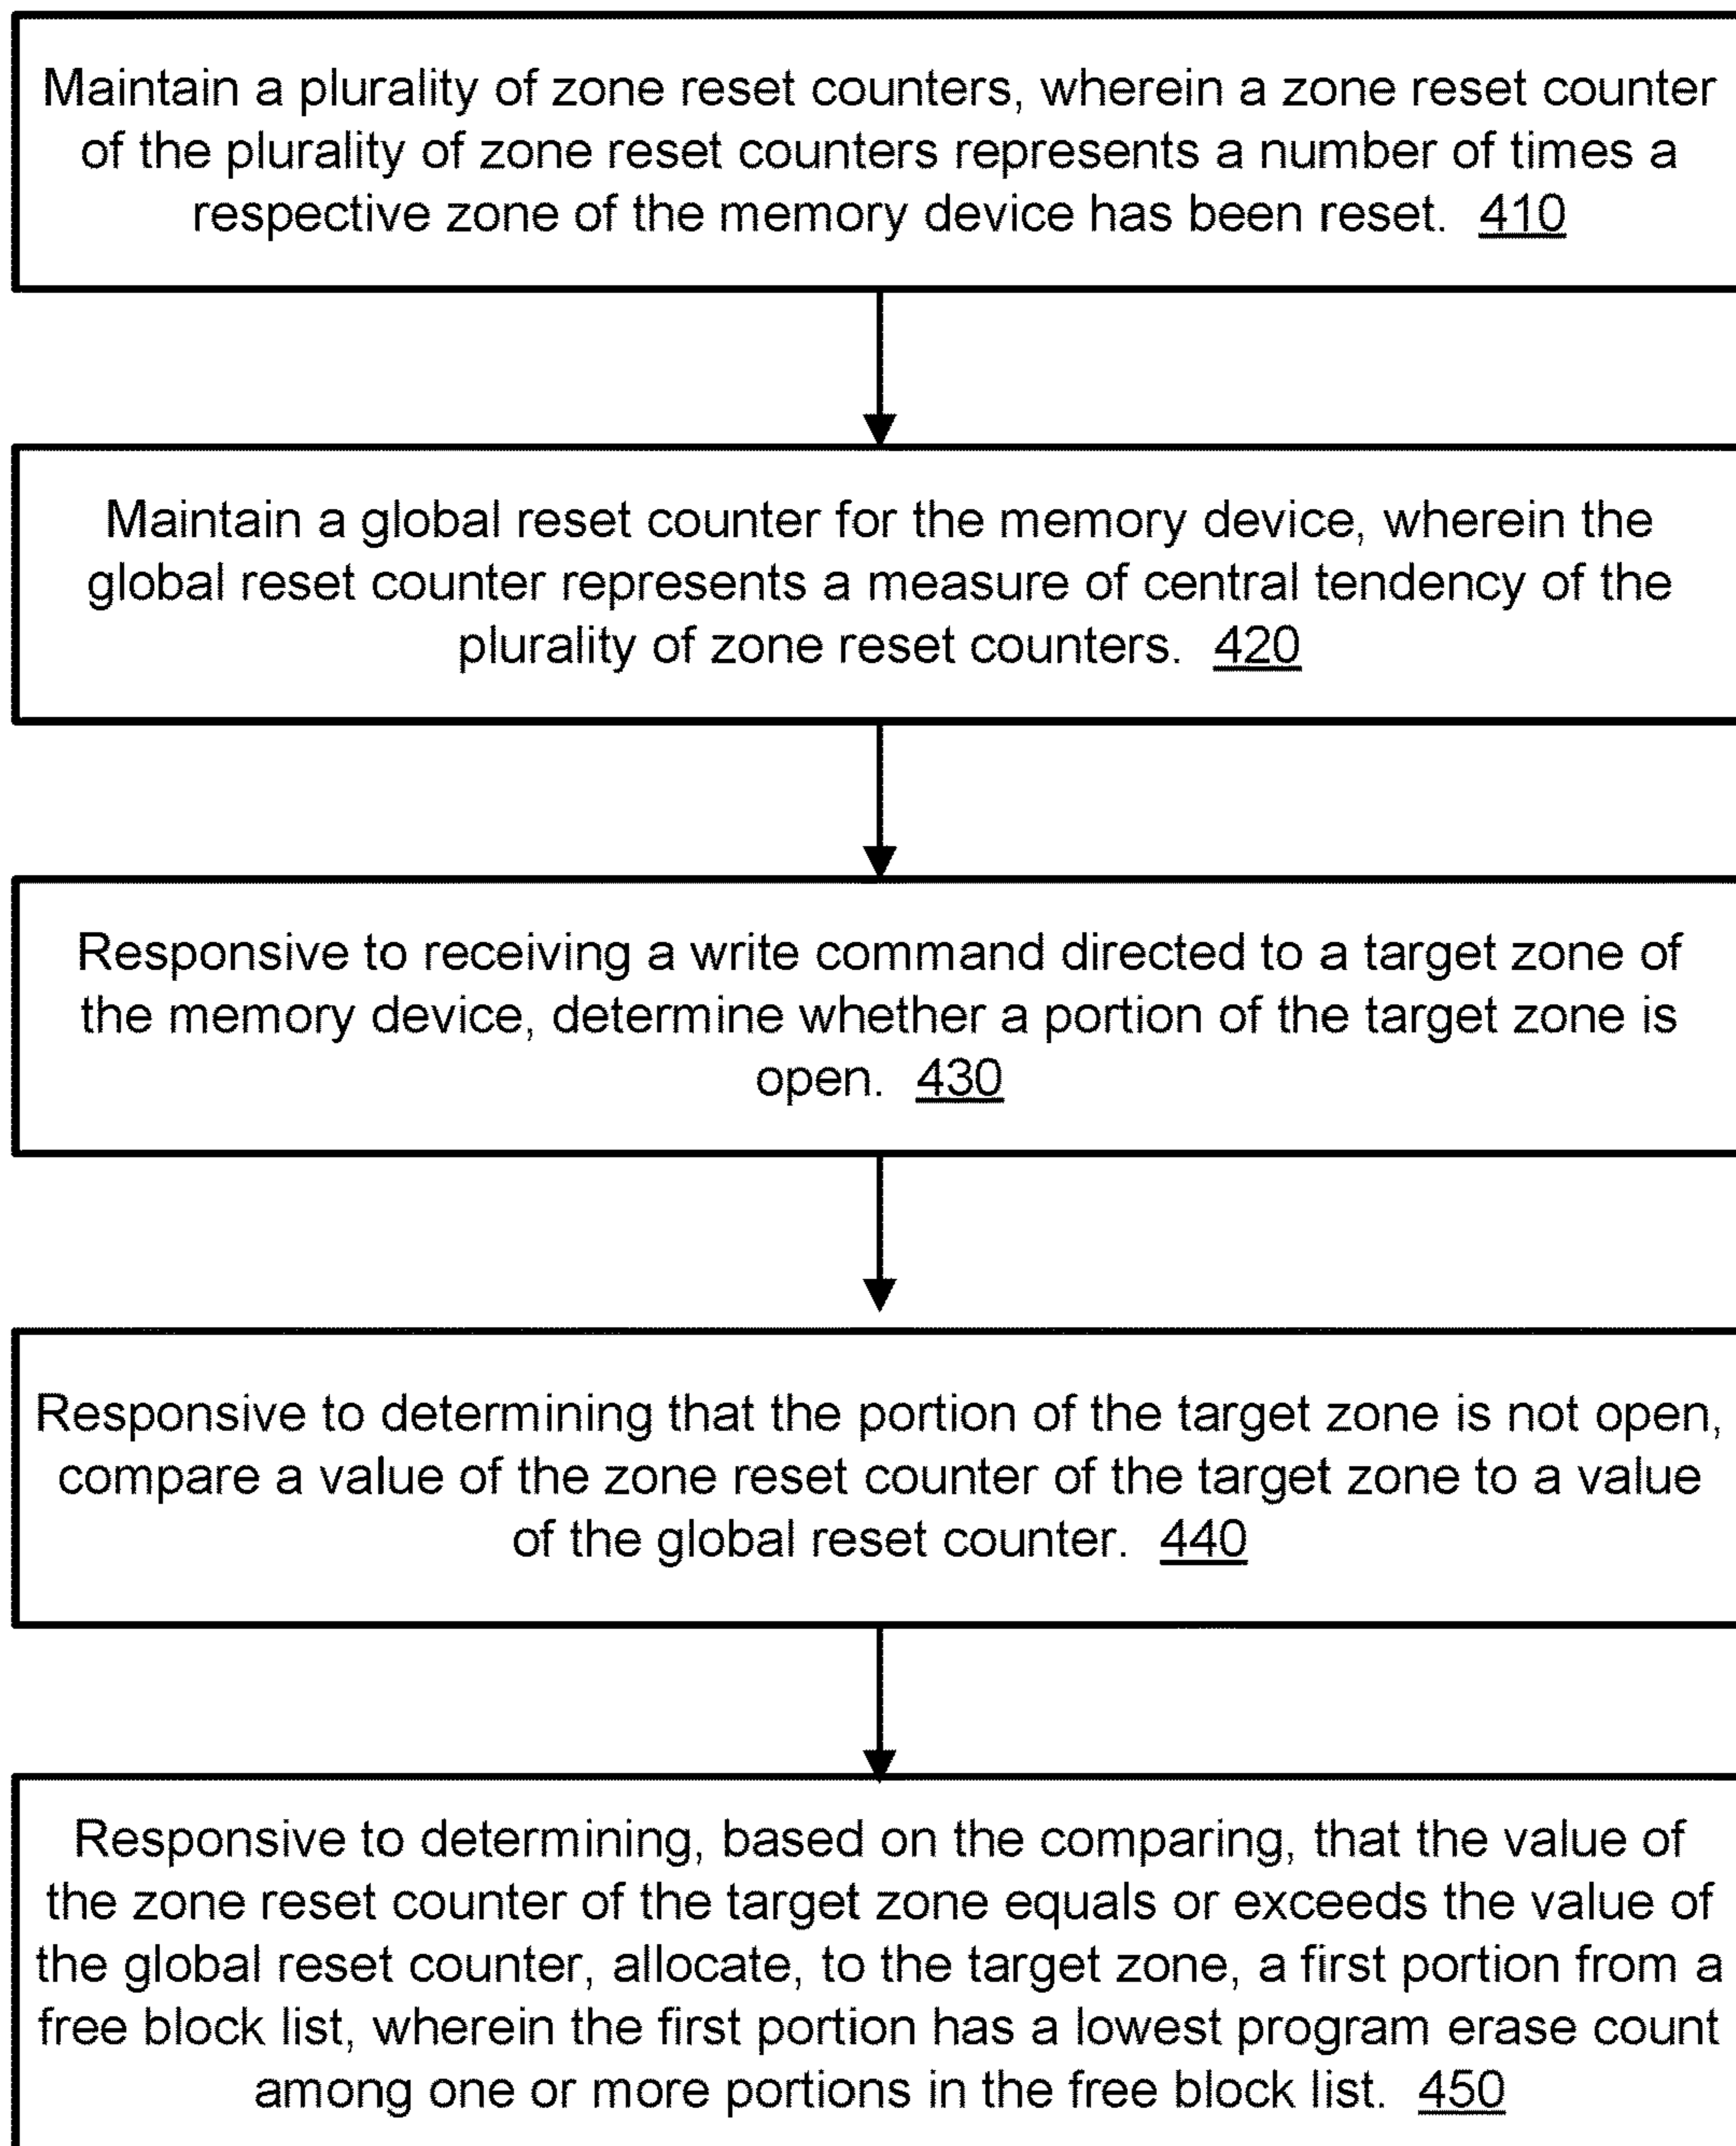 Maintain a plurality of zone reset counters, wherein a zone reset counter
of the plurality of zone reset counters represents a number of times a
respective zone of the memory device has been reset. 410
Maintain a global reset counter for the memory device, wherein the
global reset counter represents a measure of central tendency of the
plurality of zone reset counters. 420
Responsive to receiving a write command directed to a target zone of
the memory device, determine whether a portion of the target zone is
open. 430
Responsive to determining that the portion of the target zone is not open,
compare a value of the zone reset counter of the target zone to a value
of the global reset counter. 440
Responsive to determining, based on the comparing, that the value of
the zone reset counter of the target zone equals or exceeds the value of
the global reset counter, allocate, to the target zone, a first portion from a
free block list, wherein the first portion has a lowest program erase count
among one or more portions in the free block list. 450